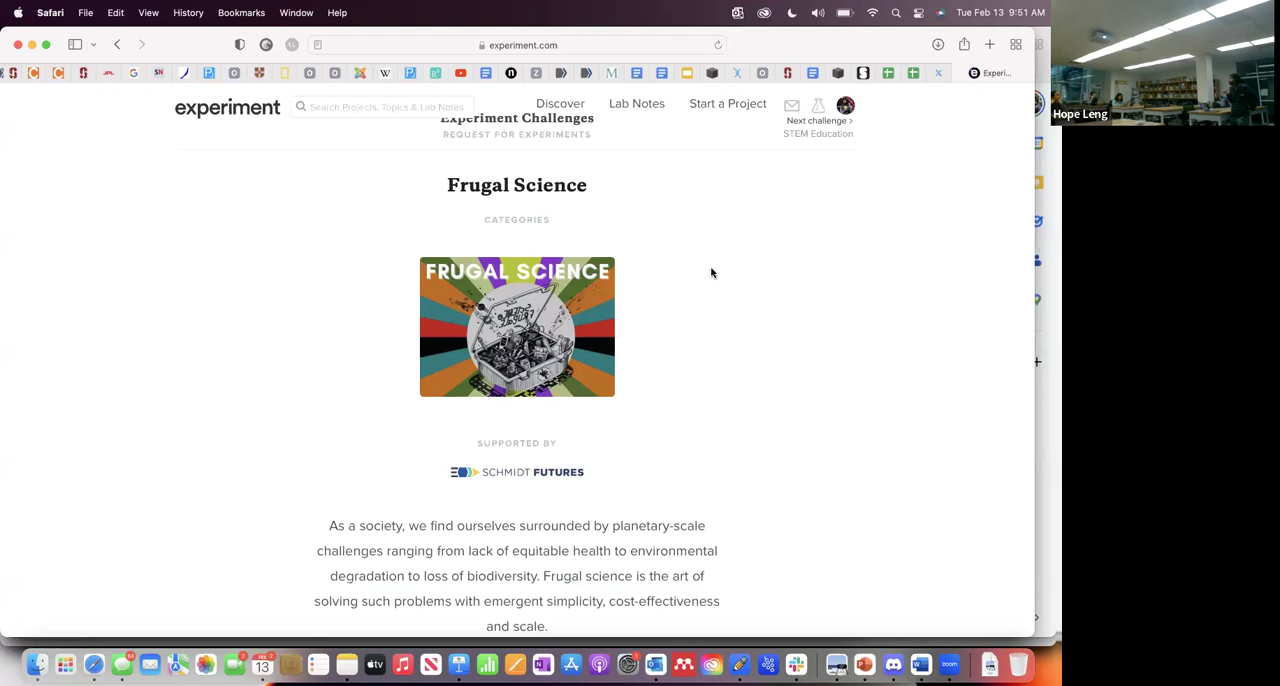 Safari File Edit View History Bookmarks Window Help
Tue Feb 13 9:51 AM
experiment.com
Experi...
experiment
Search Projects, Topics & Lab Notes
Discover Lab Notes Start a Project
Next challenge >
STEM Education
Experiment Challenges
REQUEST FOR EXPERIMENTS
Frugal Science
CATEGORIES
FRUGAL SCIENCE
SUPPORTED BY
SCHMIDT FUTURES
As a society, we find ourselves surrounded by planetary-scale
challenges ranging from lack of equitable health to environmental
degradation to loss of biodiversity. Frugal science is the art of
solving such problems with emergent simplicity, cost-effectiveness
and scale.
Hope Leng